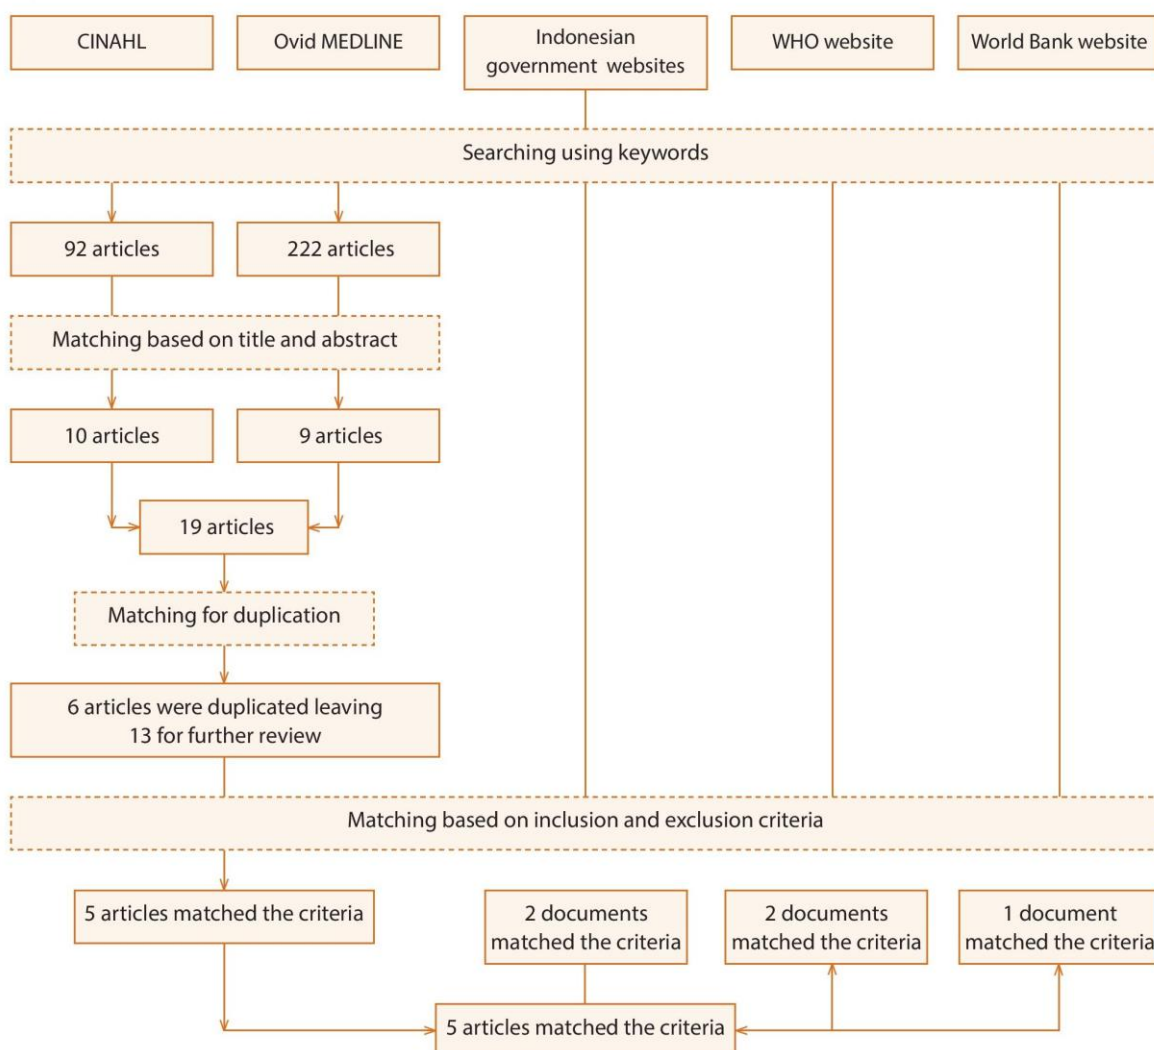 CINAHL
Ovid MEDLINE
Indonesian
government websites
WHO website
World Bank website
Searching using keywords
92 articles
222 articles
Matching based on title and abstract
10 articles
9 articles
19 articles
Matching for duplication
6 articles were duplicated leaving
13 for further review
Matching based on inclusion and exclusion criteria
5 articles matched the criteria
2 documents
matched the criteria
2 documents
matched the criteria
1 document
matched the criteria
5 articles matched the criteria